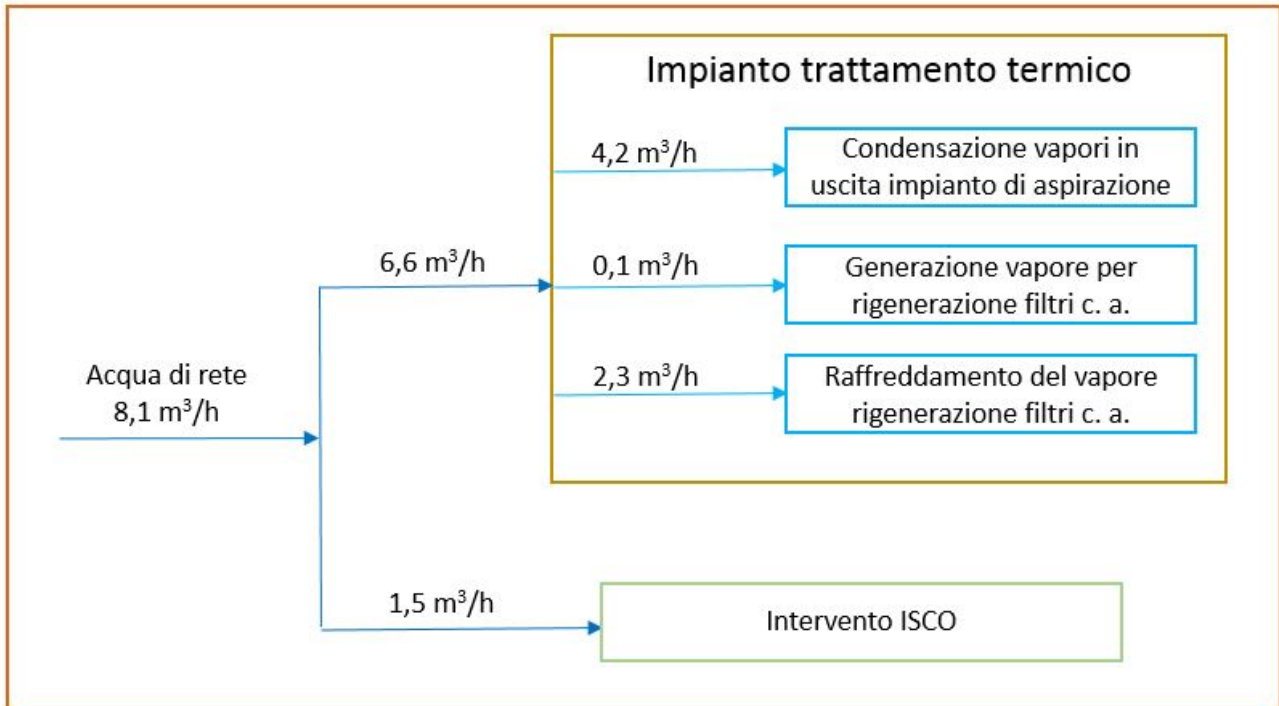 Impianto trattamento termico
4,2 m³/h
Condensazione vapori in
uscita impianto di aspirazione
6,6 m³/h
0,1 m³/h
Generazione vapore per
rigenerazione filtri c. a.
2,3 m³/h
Raffreddamento del vapore
rigenerazione filtri c. a.
Acqua di rete
8,1 m³/h
1,5 m³/h
Intervento ISCO